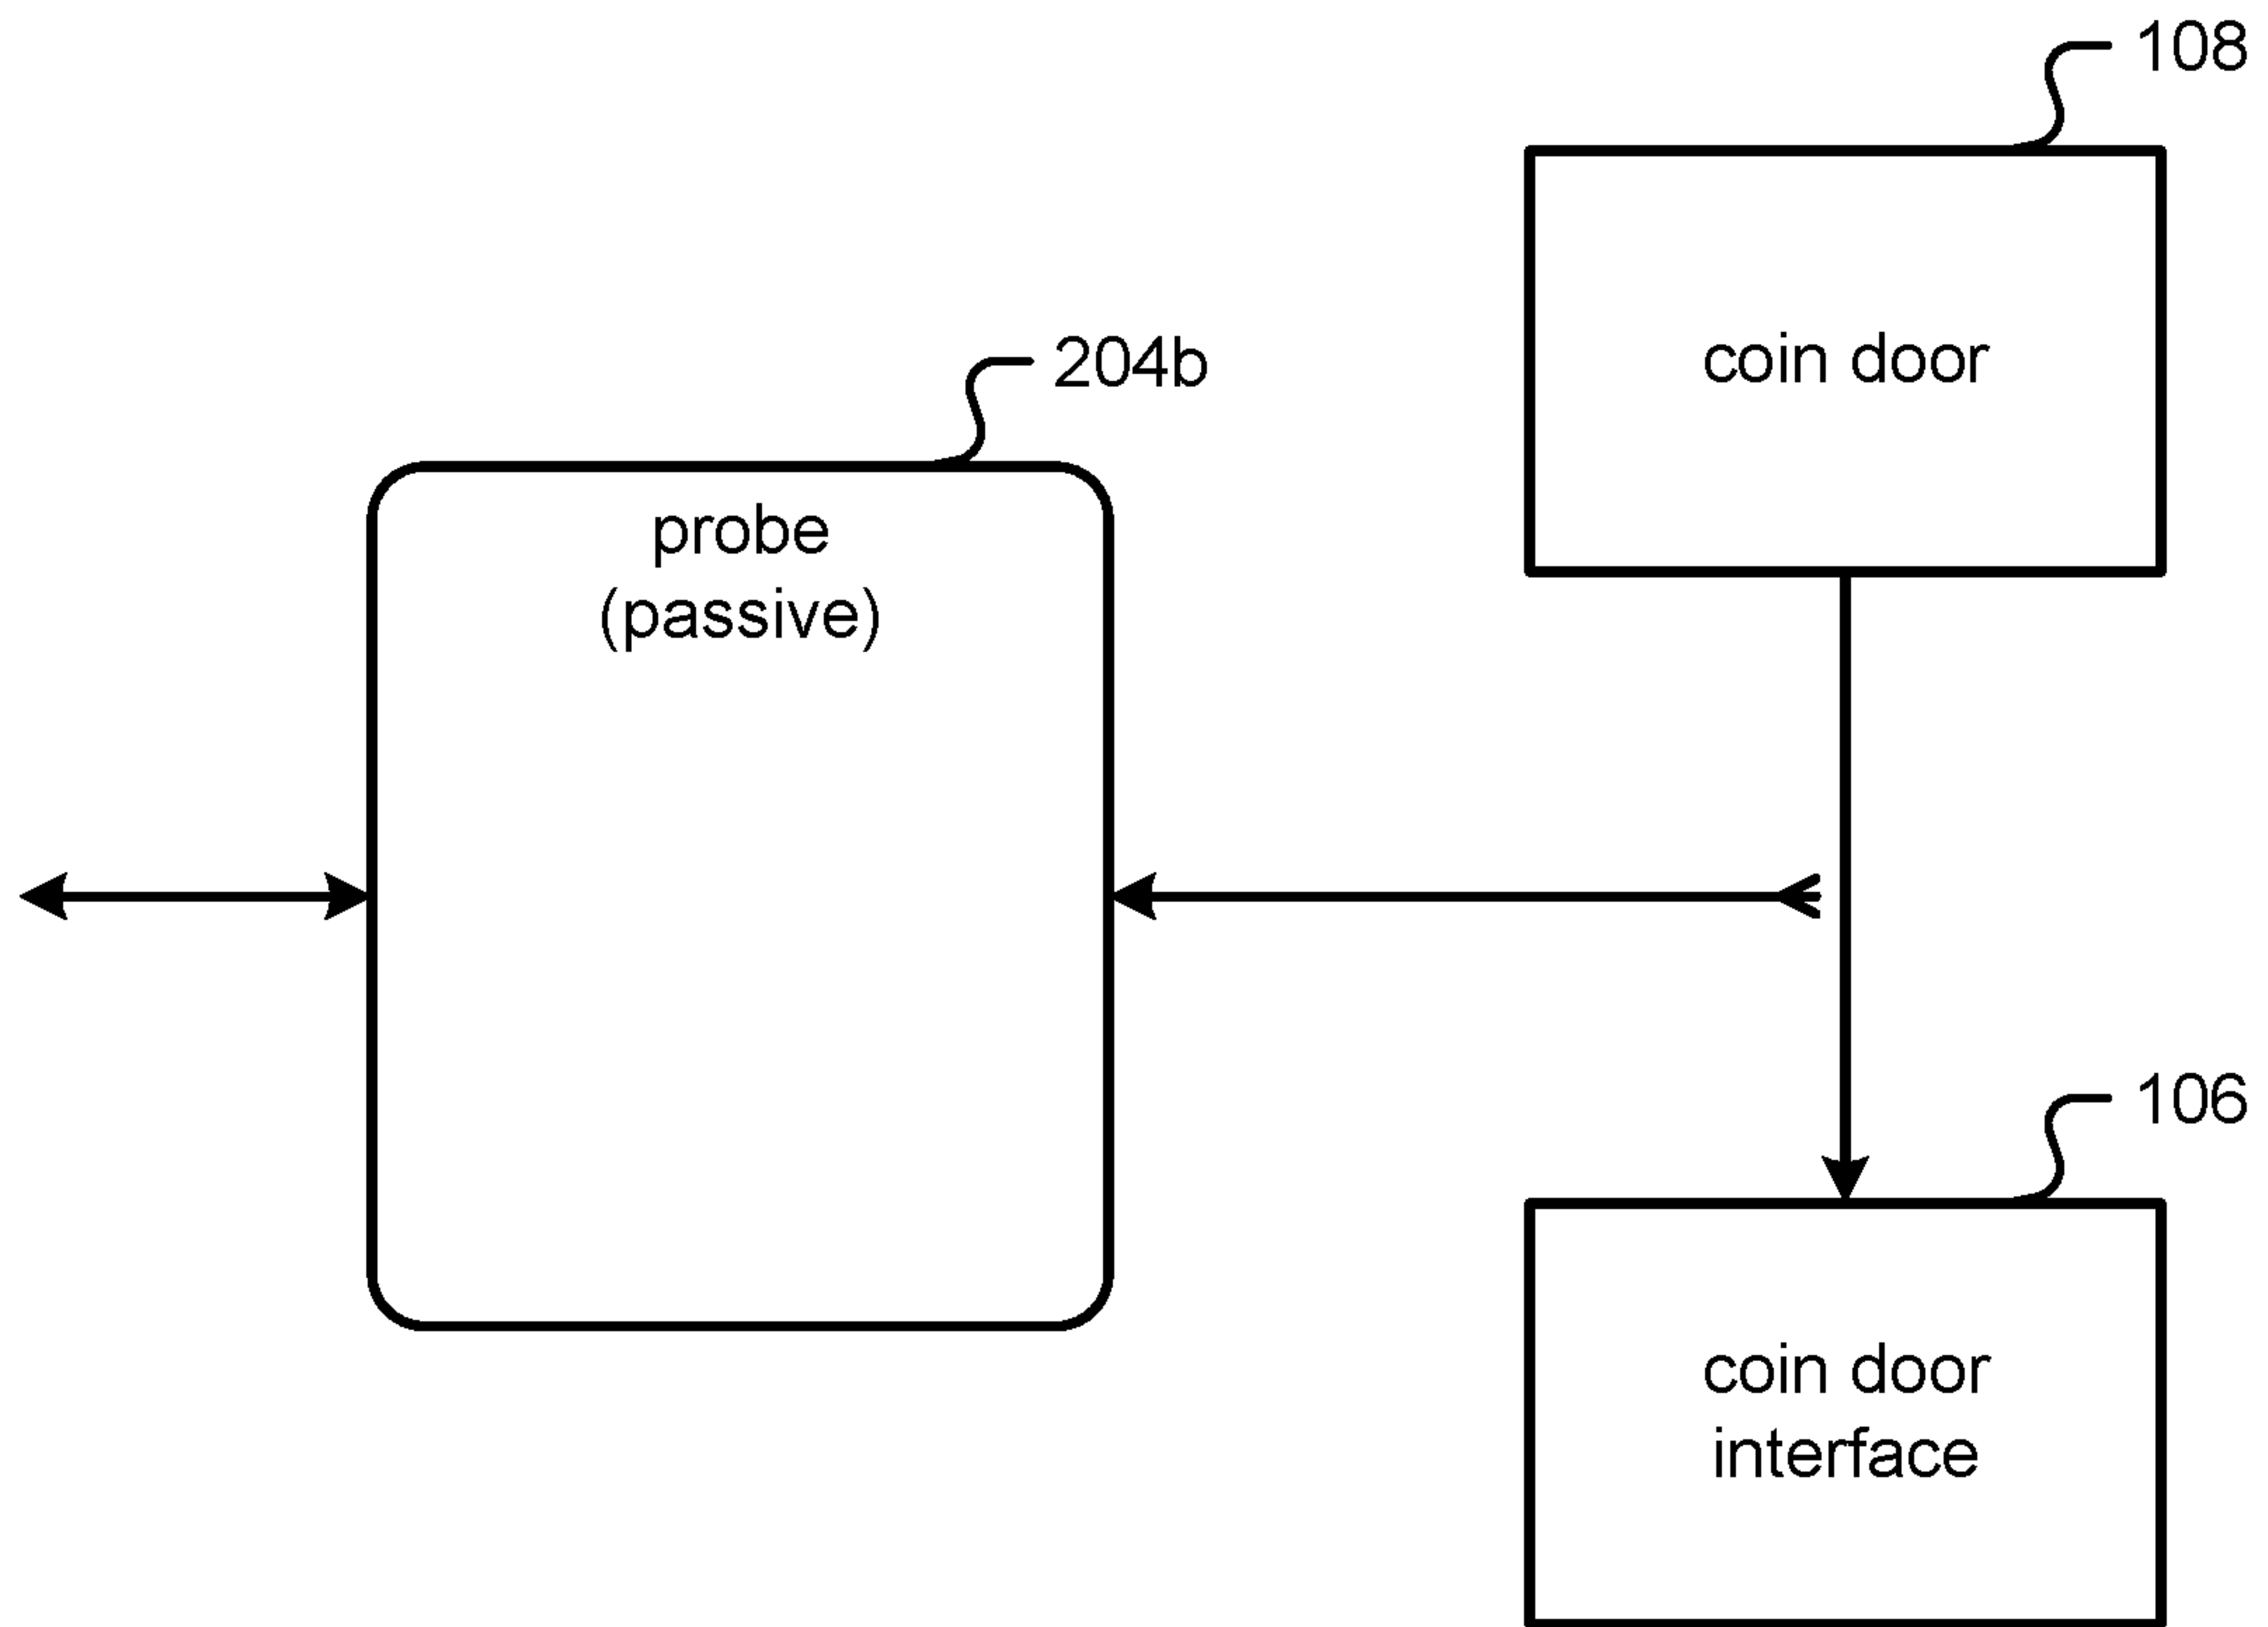 108
coin door
204b
probe
(passive)
106
coin door
interface